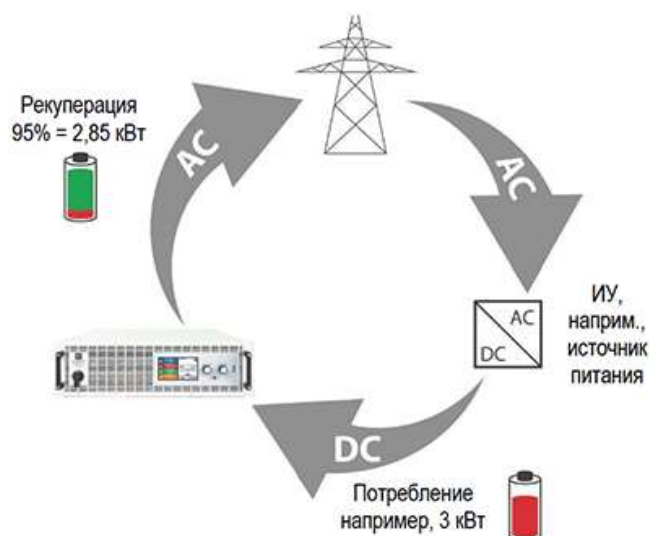 Рекуперация
95% = 2,85 кВт
AC
AC
ИУ,
наприм.,
источник
питания
AC
DC
DC
Потребление
например, 3 кВт